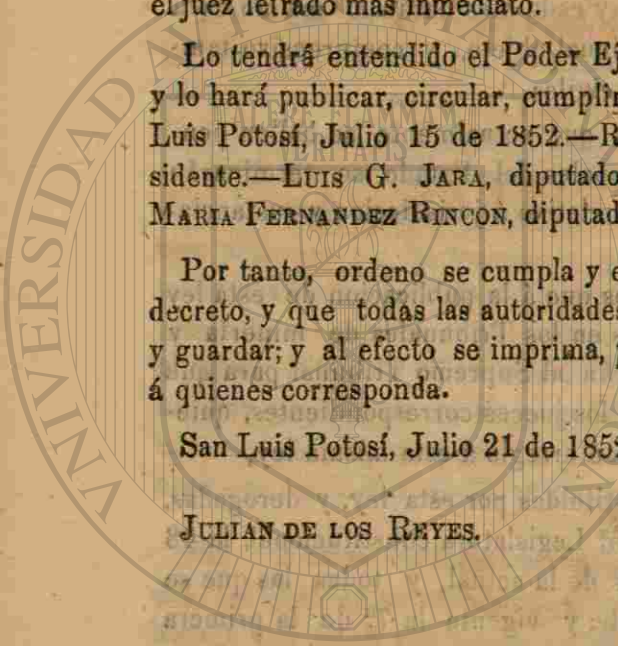 el juez letrado mas inmediato.
Lo tendrá entendido el Poder Ej
y lo hará publicar, circular, cumplir
Luis Potosí, Julio 15 de 1852.—R
sidente.—LUIS G. JARA, diputado
MARIA FERNANDEZ RINCON, diputad
Por tanto, ordeno se cumpla y e
decreto, y que todas las autoridades
y guardar; y al efecto se imprima,
á quienes corresponda.
San Luis Potosí, Julio 21 de 185
JULIAN DE LOS REYES.